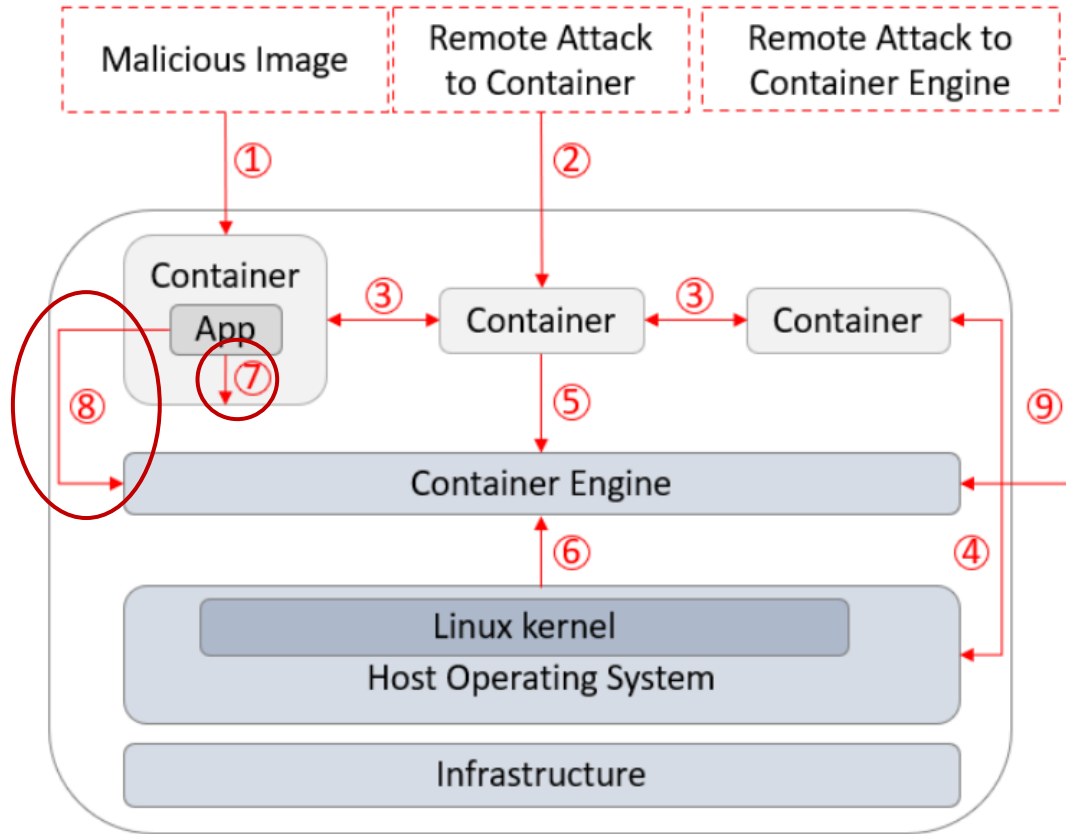 Malicious Image
Remote Attack
to Container
Remote Attack to
Container Engine
①
②
Container
App
③
Container
③
Container
⑦
⑧
⑤
⑨
Container Engine
⑥
④
Linux kernel
Host Operating System
Infrastructure